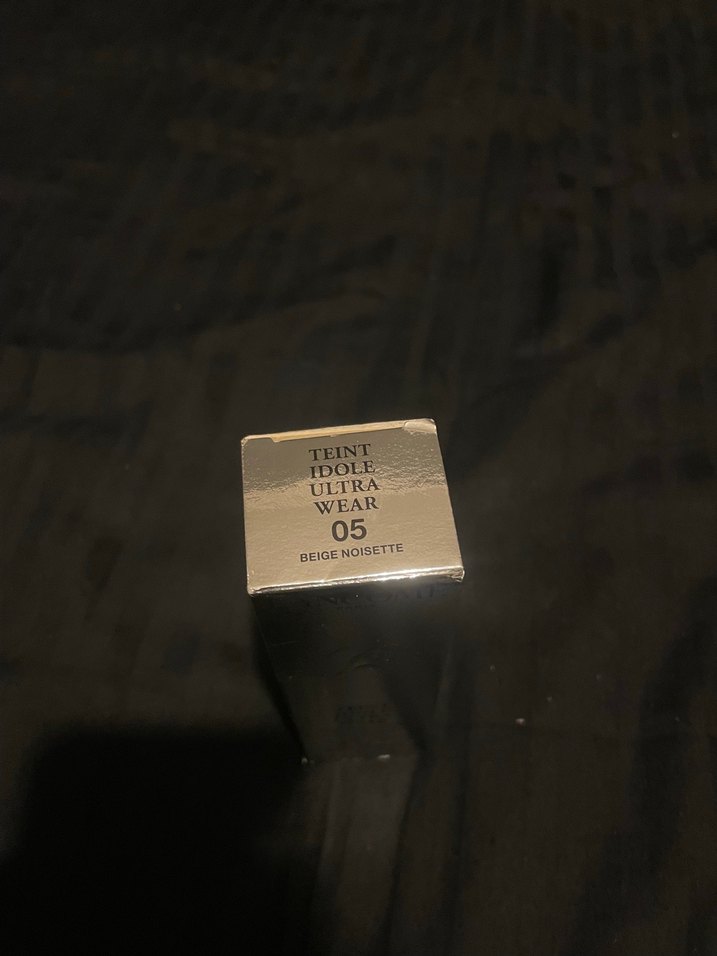 TEINT
IDOLE
ULTRA
WEAR
05
BEIGE NOISETTE